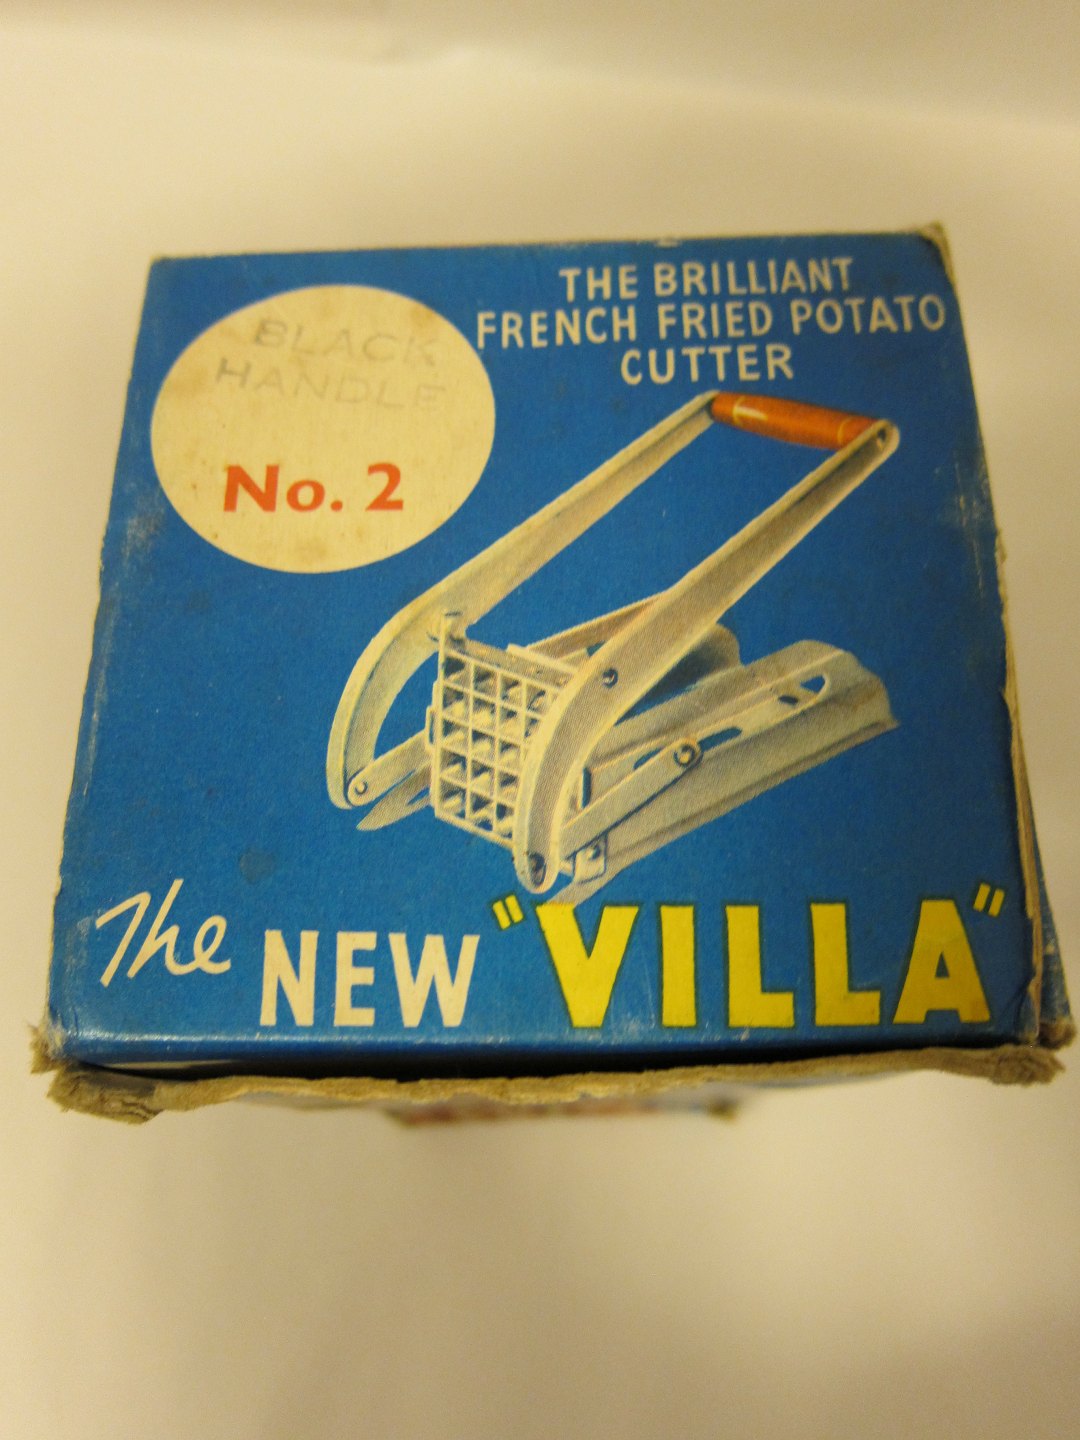 BLACK
HANDLE
No. 2
THE BRILLIANT
FRENCH FRIED POTATO
CUTTER
The NEW "VILLA"